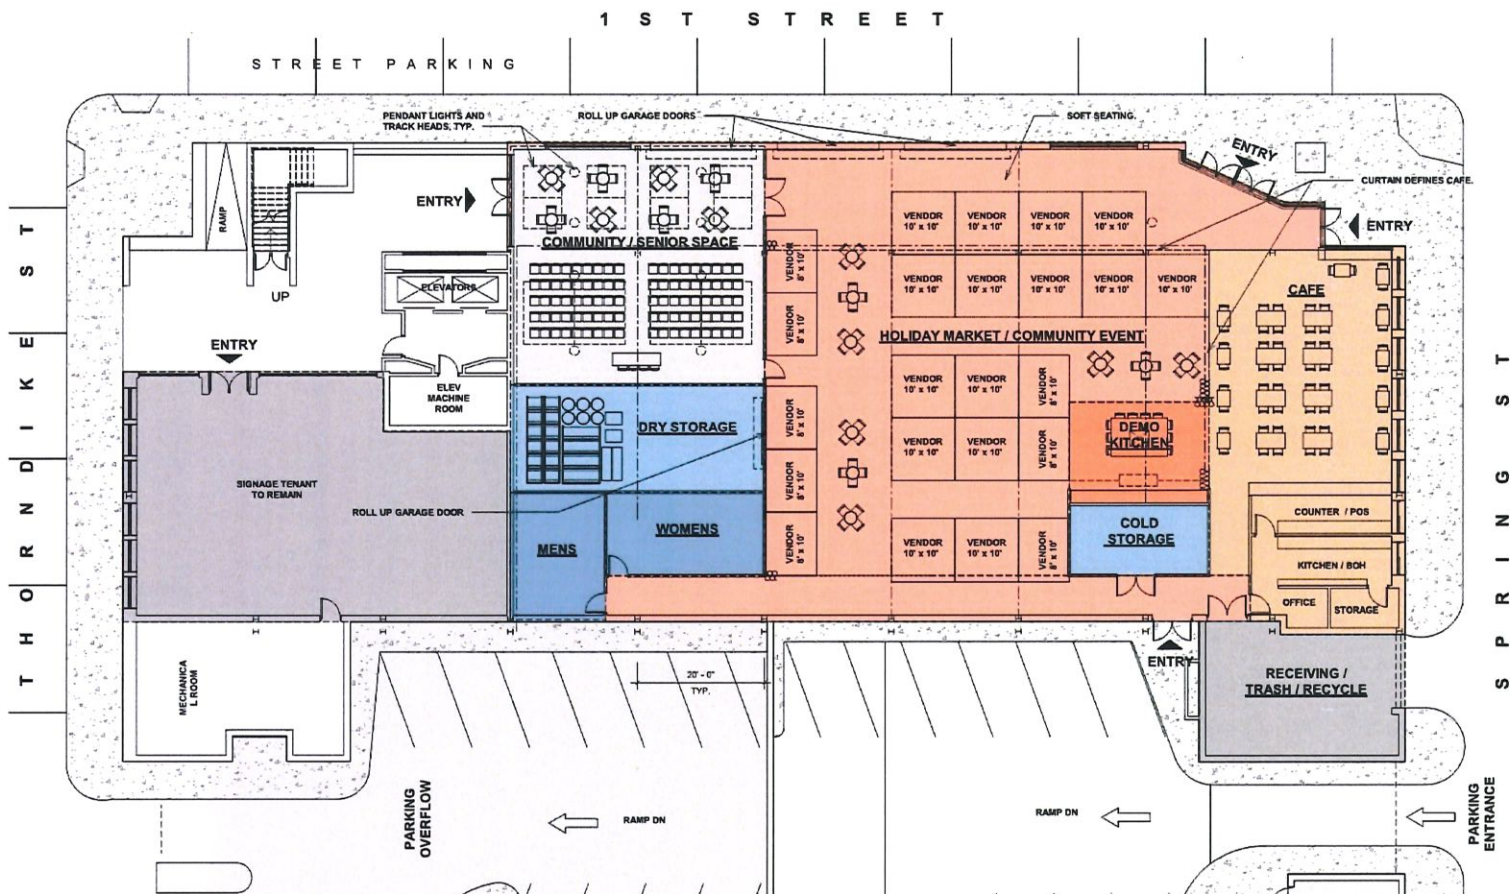 1ST STREET
STREET PARKING
PENDANT LIGHTS AND
TRACK HEADS, TYP.
ROLL UP GARAGE DOORS
SOFT SEATING.
ENTRY
CURTAIN DEFINES CAFE.
ENTRY
ENTRY
RAMP
UP
ELEVATORS
ENTRY
ELEV
MACHINE
ROOM
COMMUNITY / SENIOR SPACE
VENDOR
10' x 10'
VENDOR
10' x 10'
VENDOR
10' x 10'
VENDOR
10' x 10'
VENDOR
8' x 10'
VENDOR
10' x 10'
VENDOR
10' x 10'
VENDOR
10' x 10'
VENDOR
10' x 10'
VENDOR
10' x 10'
VENDOR
8' x 10'
CAFE
HOLIDAY MARKET / COMMUNITY EVENT
VENDOR
10' x 10'
VENDOR
10' x 10'
VENDOR
8' x 10'
VENDOR
8' x 10'
DRY STORAGE
DEMO
KITCHEN
VENDOR
10' x 10'
VENDOR
10' x 10'
VENDOR
8' x 10'
VENDOR
8' x 10'
SIGNAGE TENANT
TO REMAIN
ROLL UP GARAGE DOOR
MENS
WOMENS
VENDOR
8' x 10'
VENDOR
10' x 10'
VENDOR
10' x 10'
VENDOR
8' x 10'
COLD
STORAGE
COUNTER / POS
KITCHEN / BOH
OFFICE
STORAGE
THORNDIKE ST
SPRING ST
MECHANICA
L ROOM
20' - 0"
TYP.
ENTRY
RECEIVING /
TRASH / RECYCLE
PARKING
OVERFLOW
RAMP DN
RAMP DN
PARKING
ENTRANCE